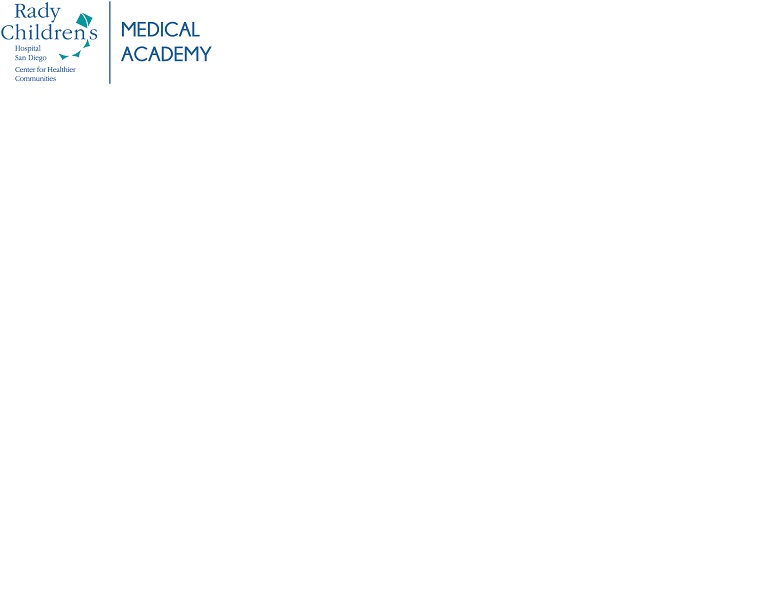 Rady
Children's
Hospital
San Diego
Center for Healthier
Communities
MEDICAL
ACADEMY